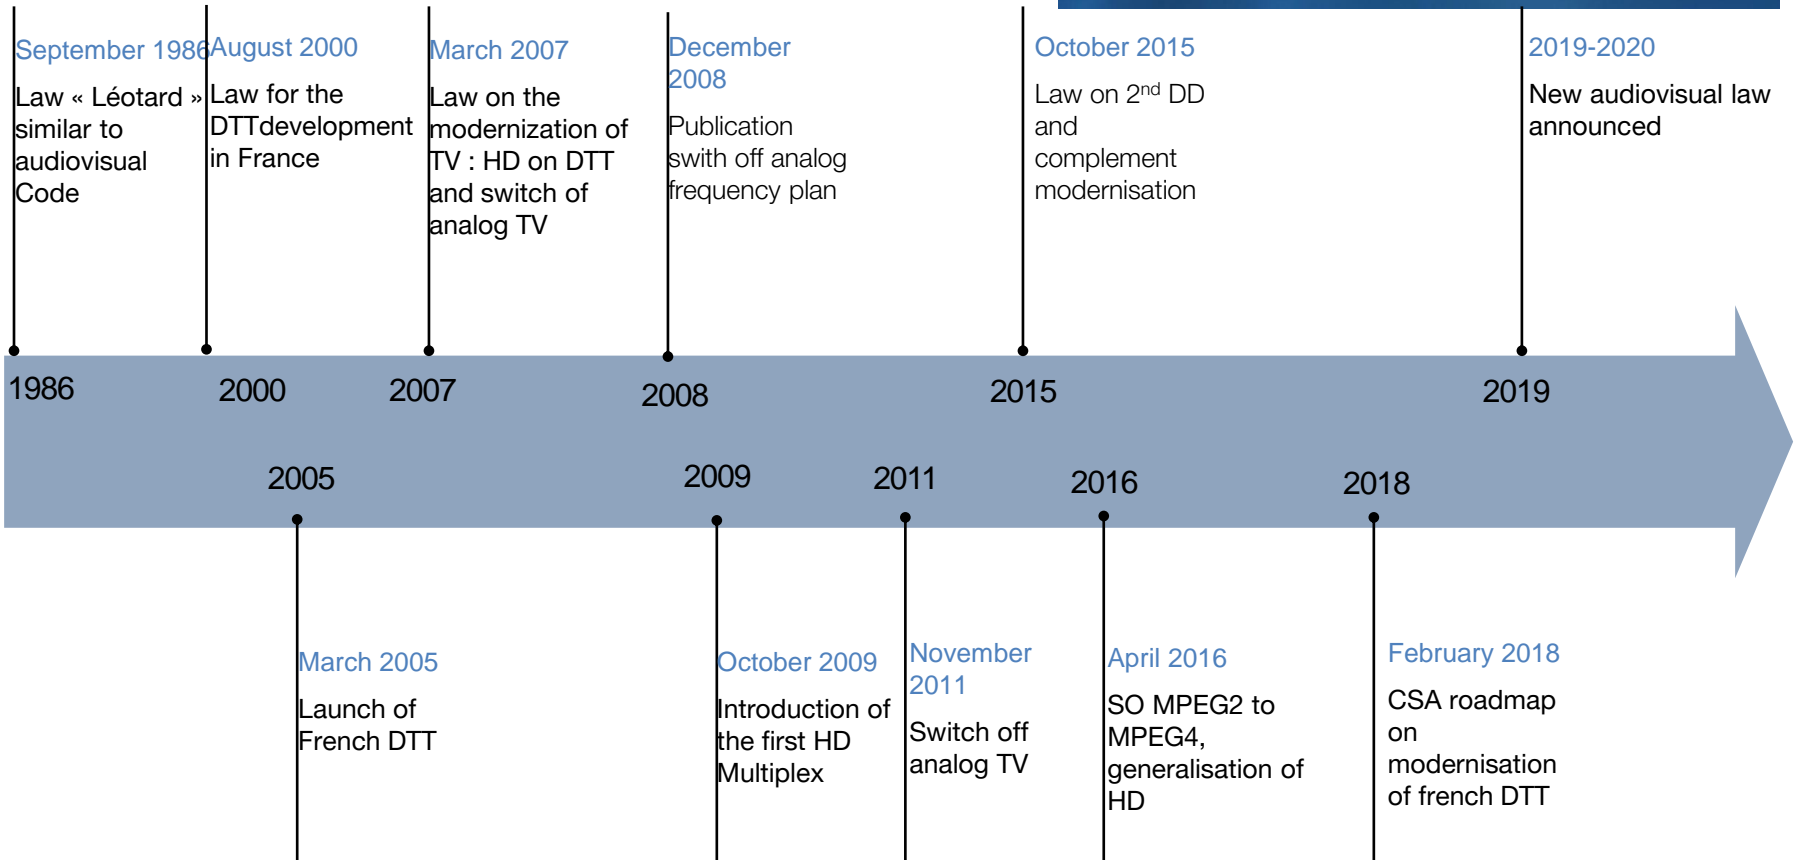 September 1986
Law « Léotard »
similar to
audiovisual
Code
August 2000
Law for the
DTTdevelopment
in France
March 2007
Law on the
modernization of
TV : HD on DTT
and switch of
analog TV
December
2008
Publication
swith off analog
frequency plan
October 2015
Law on 2nd DD
and
complement
modernisation
2019-2020
New audiovisual law
announced
1986
2000
2007
2008
2015
2019
2005
2009
2011
2016
2018
March 2005
Launch of
French DTT
October 2009
Introduction of
the first HD
Multiplex
November
2011
Switch off
analog TV
April 2016
SO MPEG2 to
MPEG4,
generalisation of
HD
February 2018
CSA roadmap
on
modernisation
of french DTT